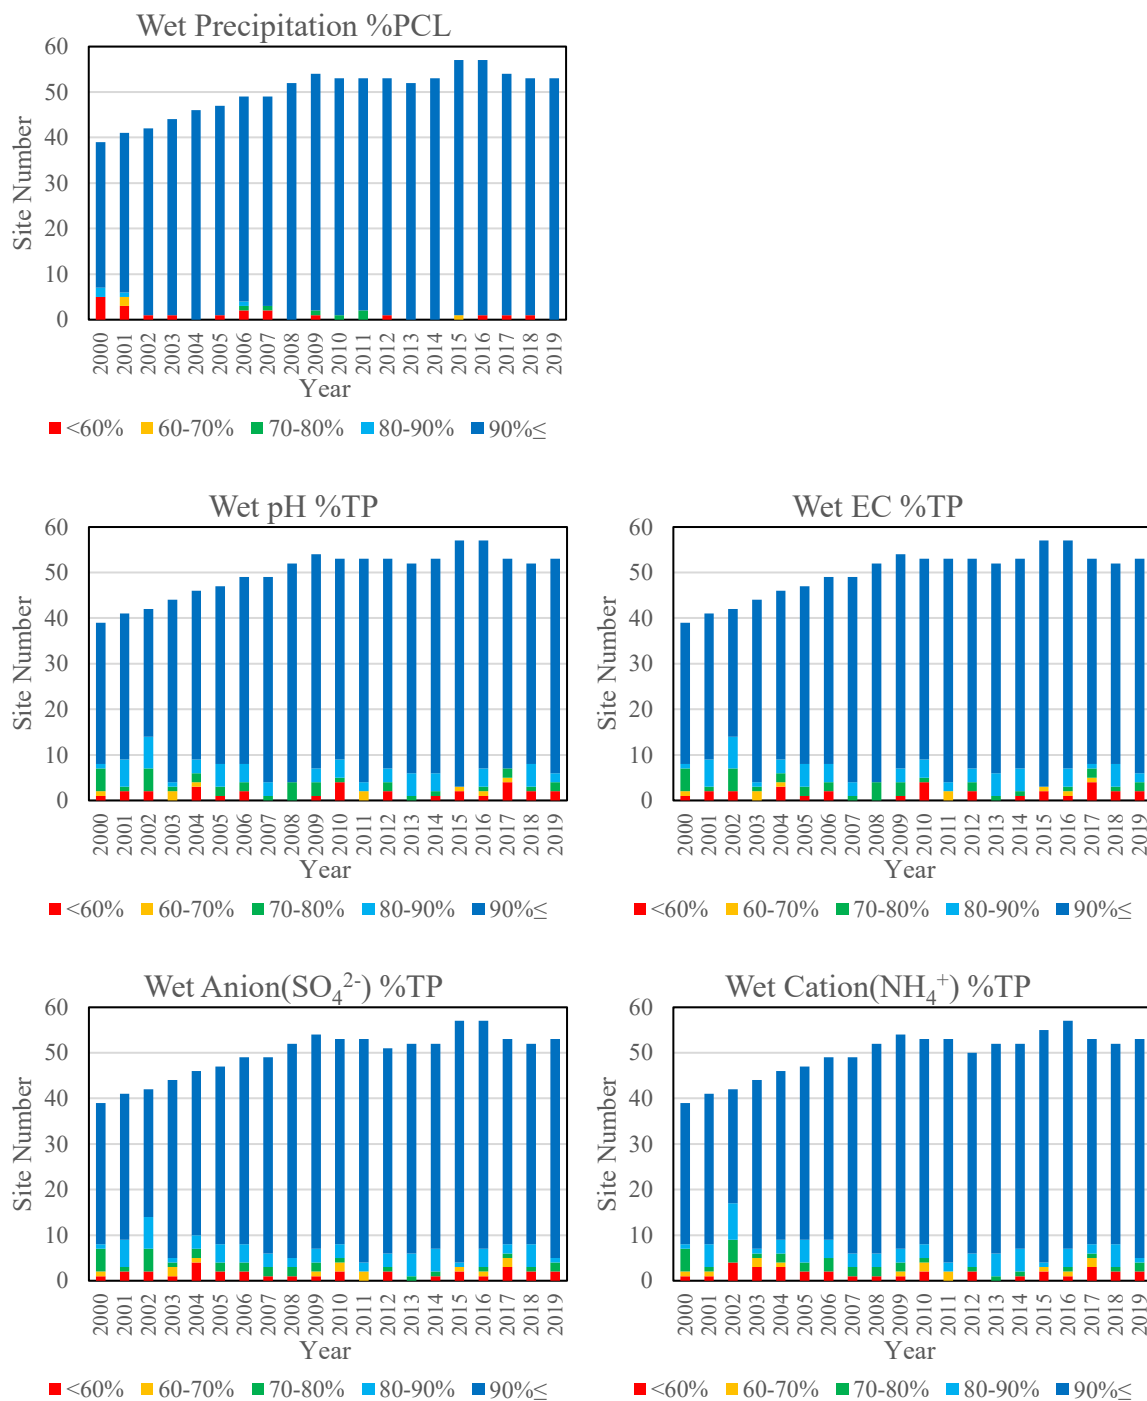 Wet Precipitation %PCL
60
50
40
30
20
10
0
Site Number
2000 2001 2002 2003 2004 2005 2006 2007 2008 2009 2010 2011 2012 2013 2014 2015 2016 2017 2018 2019
Year
<60% 60-70% 70-80% 80-90% 90%≤
Wet pH %TP
60
50
40
30
20
10
0
Site Number
2000 2001 2002 2003 2004 2005 2006 2007 2008 2009 2010 2011 2012 2013 2014 2015 2016 2017 2018 2019
Year
<60% 60-70% 70-80% 80-90% 90%≤
Wet EC %TP
60
50
40
30
20
10
0
Site Number
2000 2001 2002 2003 2004 2005 2006 2007 2008 2009 2010 2011 2012 2013 2014 2015 2016 2017 2018 2019
Year
<60% 60-70% 70-80% 80-90% 90%≤
Wet Anion(SO₄²⁻) %TP
60
50
40
30
20
10
0
Site Number
2000 2001 2002 2003 2004 2005 2006 2007 2008 2009 2010 2011 2012 2013 2014 2015 2016 2017 2018 2019
Year
<60% 60-70% 70-80% 80-90% 90%≤
Wet Cation(NH₄⁺) %TP
60
50
40
30
20
10
0
Site Number
2000 2001 2002 2003 2004 2005 2006 2007 2008 2009 2010 2011 2012 2013 2014 2015 2016 2017 2018 2019
Year
<60% 60-70% 70-80% 80-90% 90%≤